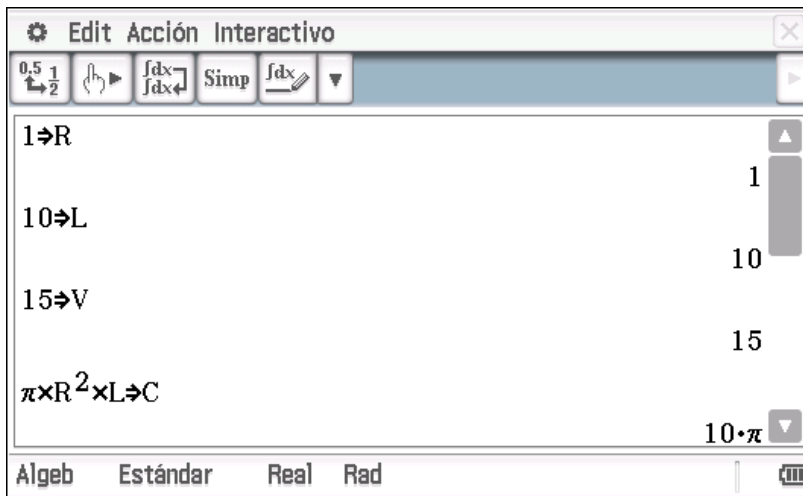 Edit Acción Interactivo
0.5 1/2 ∫dx ∫dx Simp ∫dx
1⇒R
1
10⇒L
10
15⇒V
15
π×R²×L⇒C
10·π
Algeb Estándar Real Rad